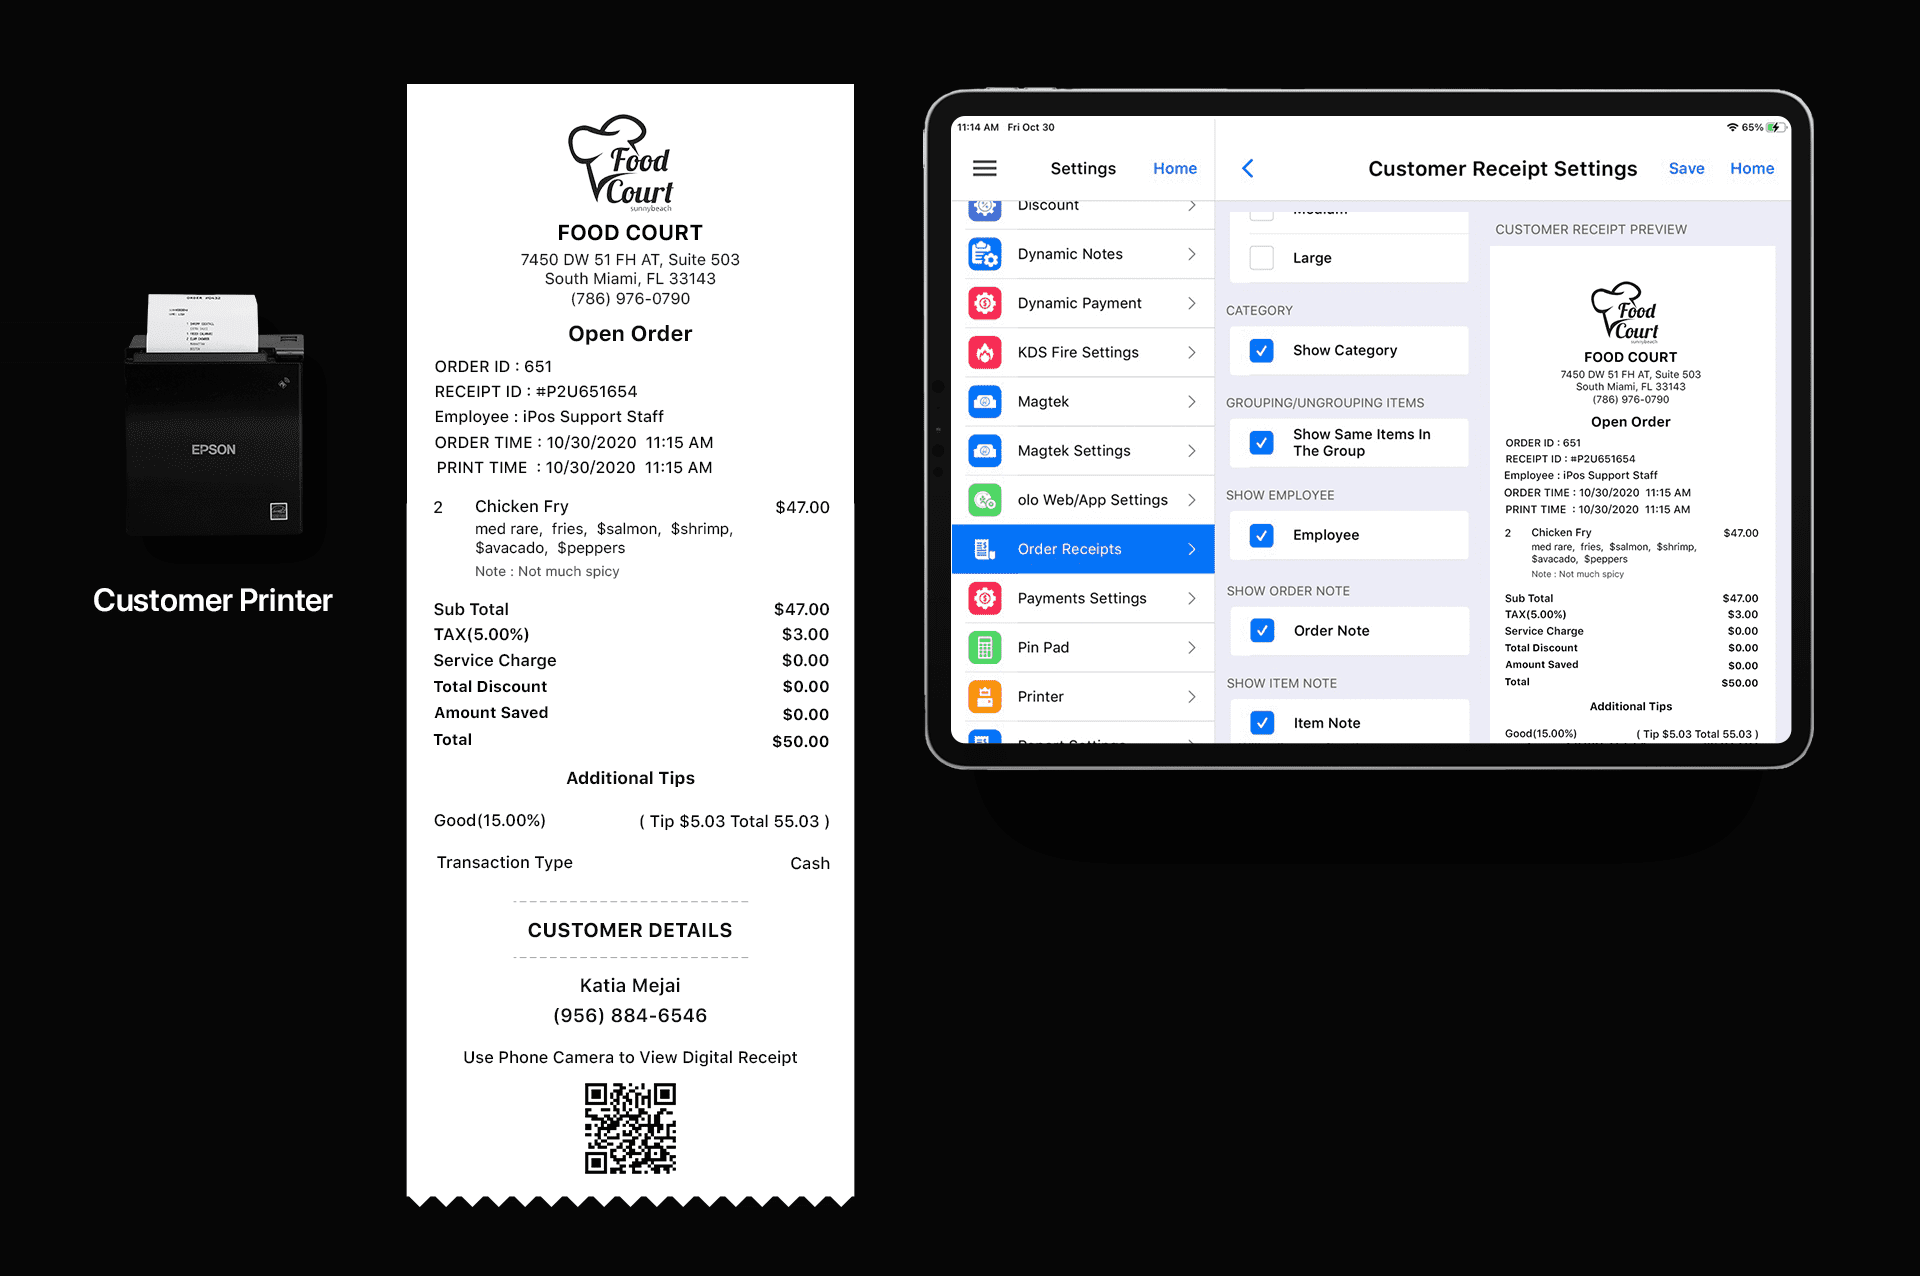 ORDER #0432
EPSON
Customer Printer
Food
Court
sunnybeach
FOOD COURT
7450 DW 51 FH AT, Suite 503
South Miami, FL 33143
(786) 976-0790
Open Order
ORDER ID : 651
RECEIPT ID : #P2U651654
Employee : iPos Support Staff
ORDER TIME : 10/30/2020 11:15 AM
PRINT TIME : 10/30/2020 11:15 AM
2 Chicken Fry $47.00
med rare, fries, $salmon, $shrimp,
$avacado, $peppers
Note : Not much spicy
Sub Total $47.00
TAX(5.00%) $3.00
Service Charge $0.00
Total Discount $0.00
Amount Saved $0.00
Total $50.00
Additional Tips
Good(15.00%) ( Tip $5.03 Total 55.03 )
Transaction Type Cash
CUSTOMER DETAILS
Katia Mejai
(956) 884-6546
Use Phone Camera to View Digital Receipt
11:14 AM Fri Oct 30 65%
Settings Home
Discount
Dynamic Notes
Dynamic Payment
KDS Fire Settings
Magtek
Magtek Settings
olo Web/App Settings
Order Receipts
Payments Settings
Pin Pad
Printer
Report Settings
Customer Receipt Settings Save Home
Medium
Large
CATEGORY
Show Category
GROUPING/UNGROUPING ITEMS
Show Same Items In
The Group
SHOW EMPLOYEE
Employee
SHOW ORDER NOTE
Order Note
SHOW ITEM NOTE
Item Note
CUSTOMER RECEIPT PREVIEW
Food
Court
sunnybeach
FOOD COURT
7450 DW 51 FH AT, Suite 503
South Miami, FL 33143
(786) 976-0790
Open Order
ORDER ID : 651
RECEIPT ID : #P2U651654
Employee : iPos Support Staff
ORDER TIME : 10/30/2020 11:15 AM
PRINT TIME : 10/30/2020 11:15 AM
2 Chicken Fry $47.00
med rare, fries, $salmon, $shrimp,
$avacado, $peppers
Note : Not much spicy
Sub Total $47.00
TAX(5.00%) $3.00
Service Charge $0.00
Total Discount $0.00
Amount Saved $0.00
Total $50.00
Additional Tips
Good(15.00%) ( Tip $5.03 Total 55.03 )